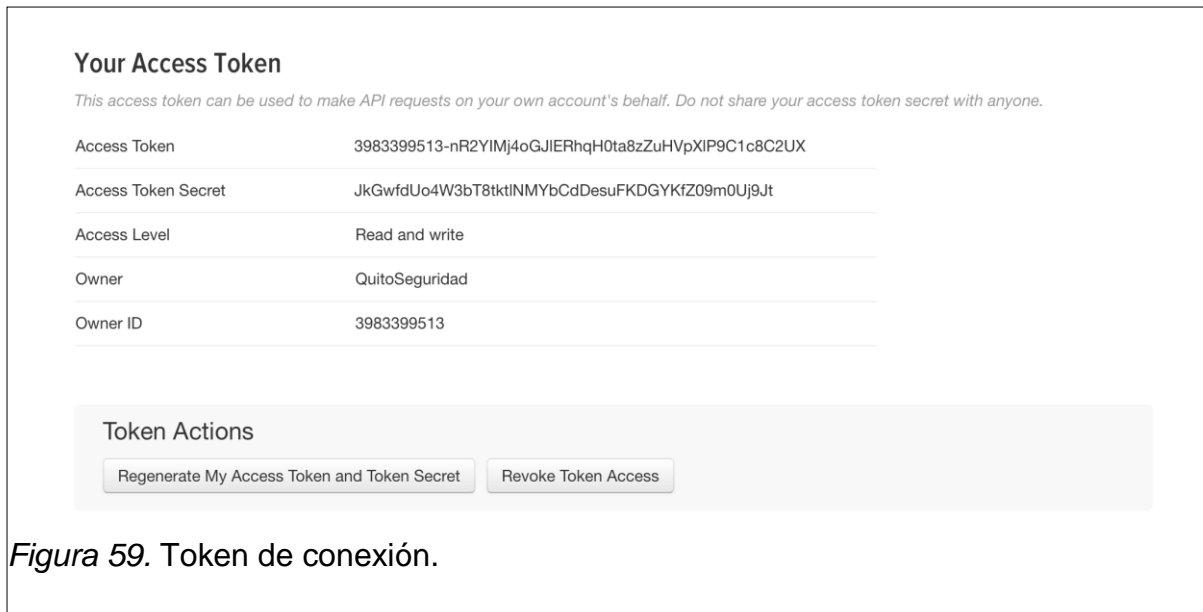 Your Access Token
This access token can be used to make API requests on your own account's behalf. Do not share your access token secret with anyone.
Access Token
Access Token Secret
Access Level Read and write
Owner QuitoSeguridad
Owner ID 3983399513
Token Actions
Regenerate My Access Token and Token Secret Revoke Token Access
Figura 59. Token de conexión.